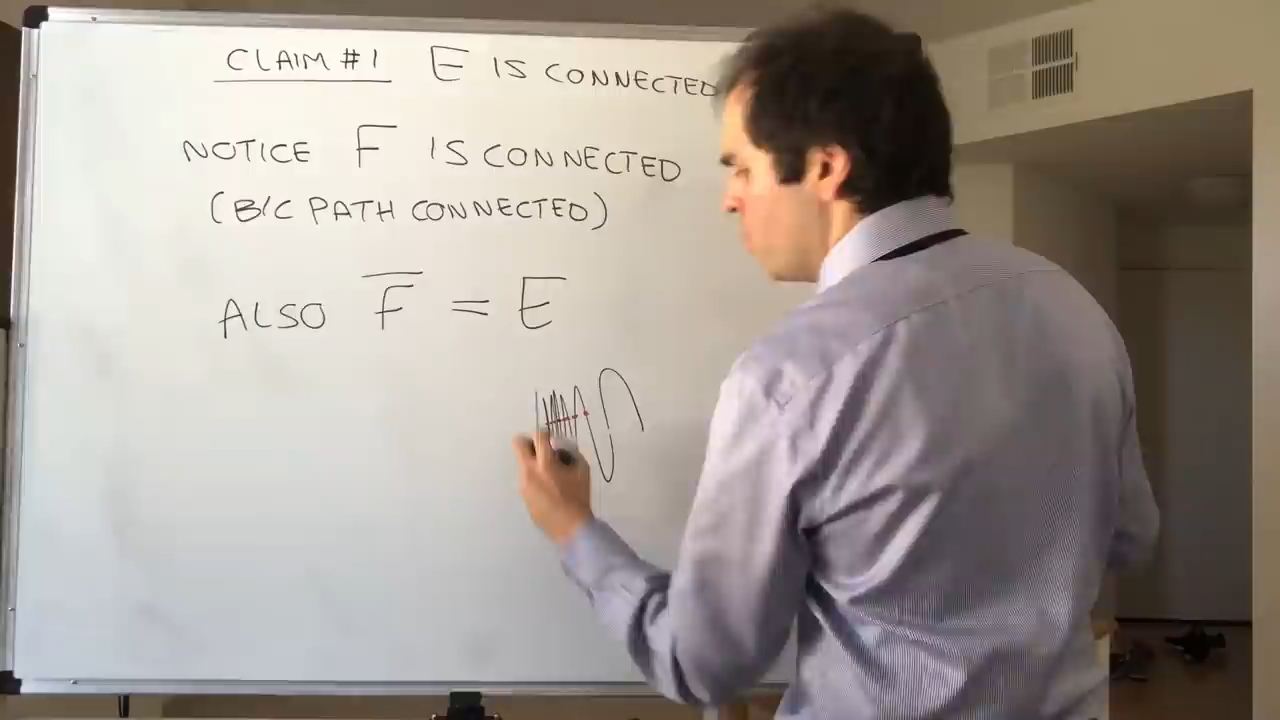 CLAIM #1 E IS CONNECTED
NOTICE F IS CONNECTED
(B/C PATH CONNECTED)
ALSO F̅ = E